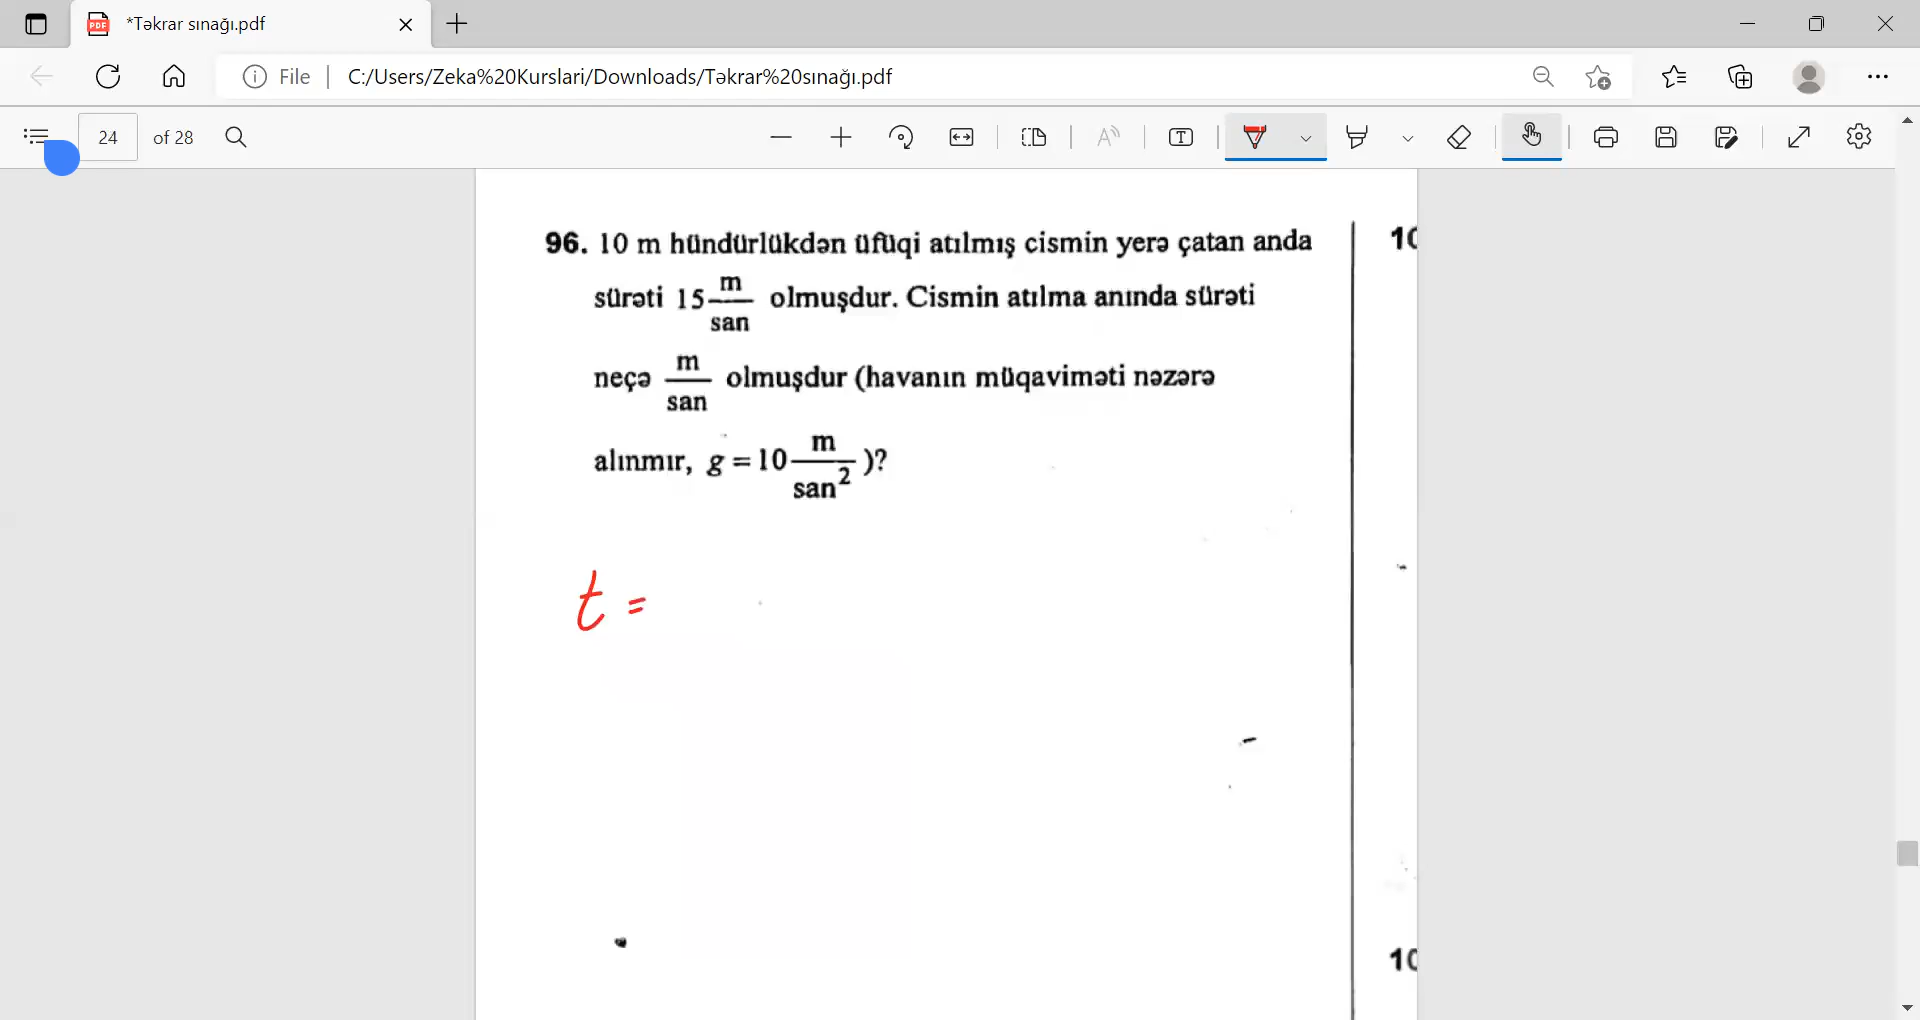 *Təkrar sınağı.pdf
File
C:/Users/Zeka%20Kurslari/Downloads/Təkrar%20sınağı.pdf
24 of 28
96. 10 m hündürlükdən üfüqi atılmış cismin yerə çatan anda
sürəti 15 m/san olmuşdur. Cismin atılma anında sürəti
neçə m/san olmuşdur (havanın müqaviməti nəzərə
alınmır, g = 10 m/san²)?
t =